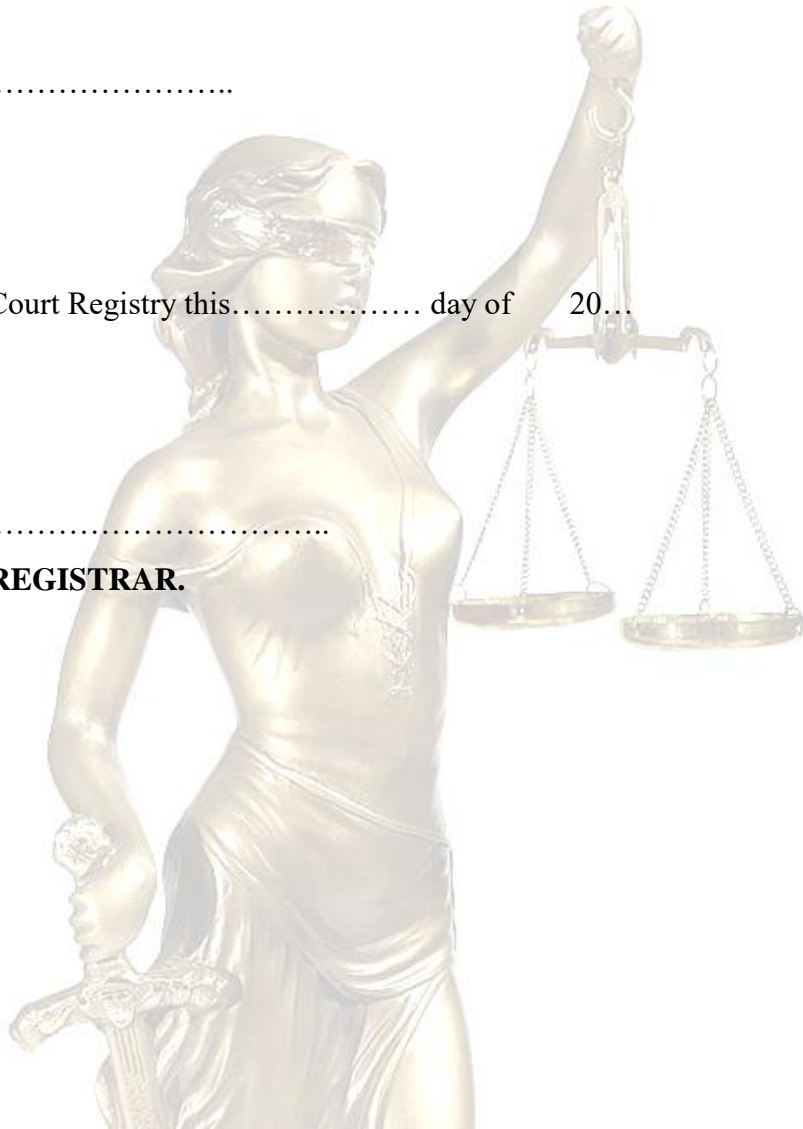 …………………….
Court Registry this……………… day of 20…
…………………………….
REGISTRAR.